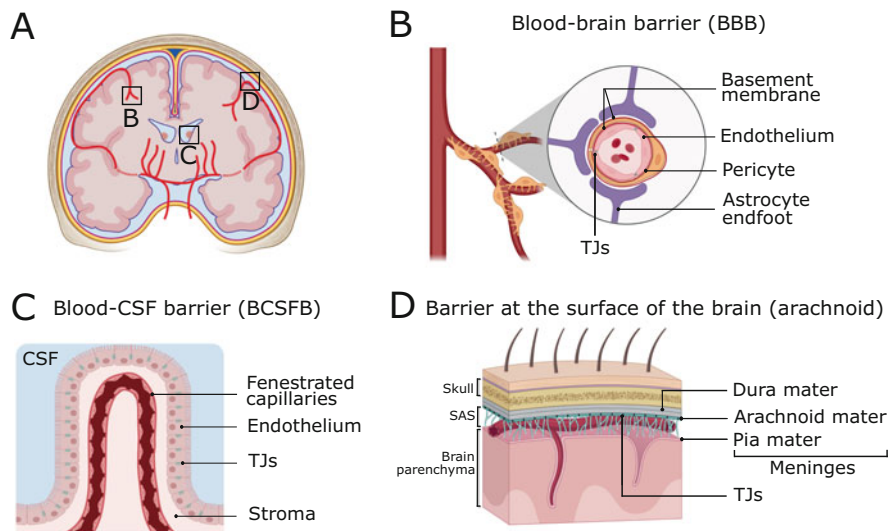 A
B
D
C
B
Blood-brain barrier (BBB)
Basement
membrane
Endothelium
Pericyte
Astrocyte
endfoot
TJs
C
Blood-CSF barrier (BCSFB)
CSF
Fenestrated
capillaries
Endothelium
TJs
Stroma
D
Barrier at the surface of the brain (arachnoid)
Skull
SAS
Brain
parenchyma
Dura mater
Arachnoid mater
Pia mater
Meninges
TJs